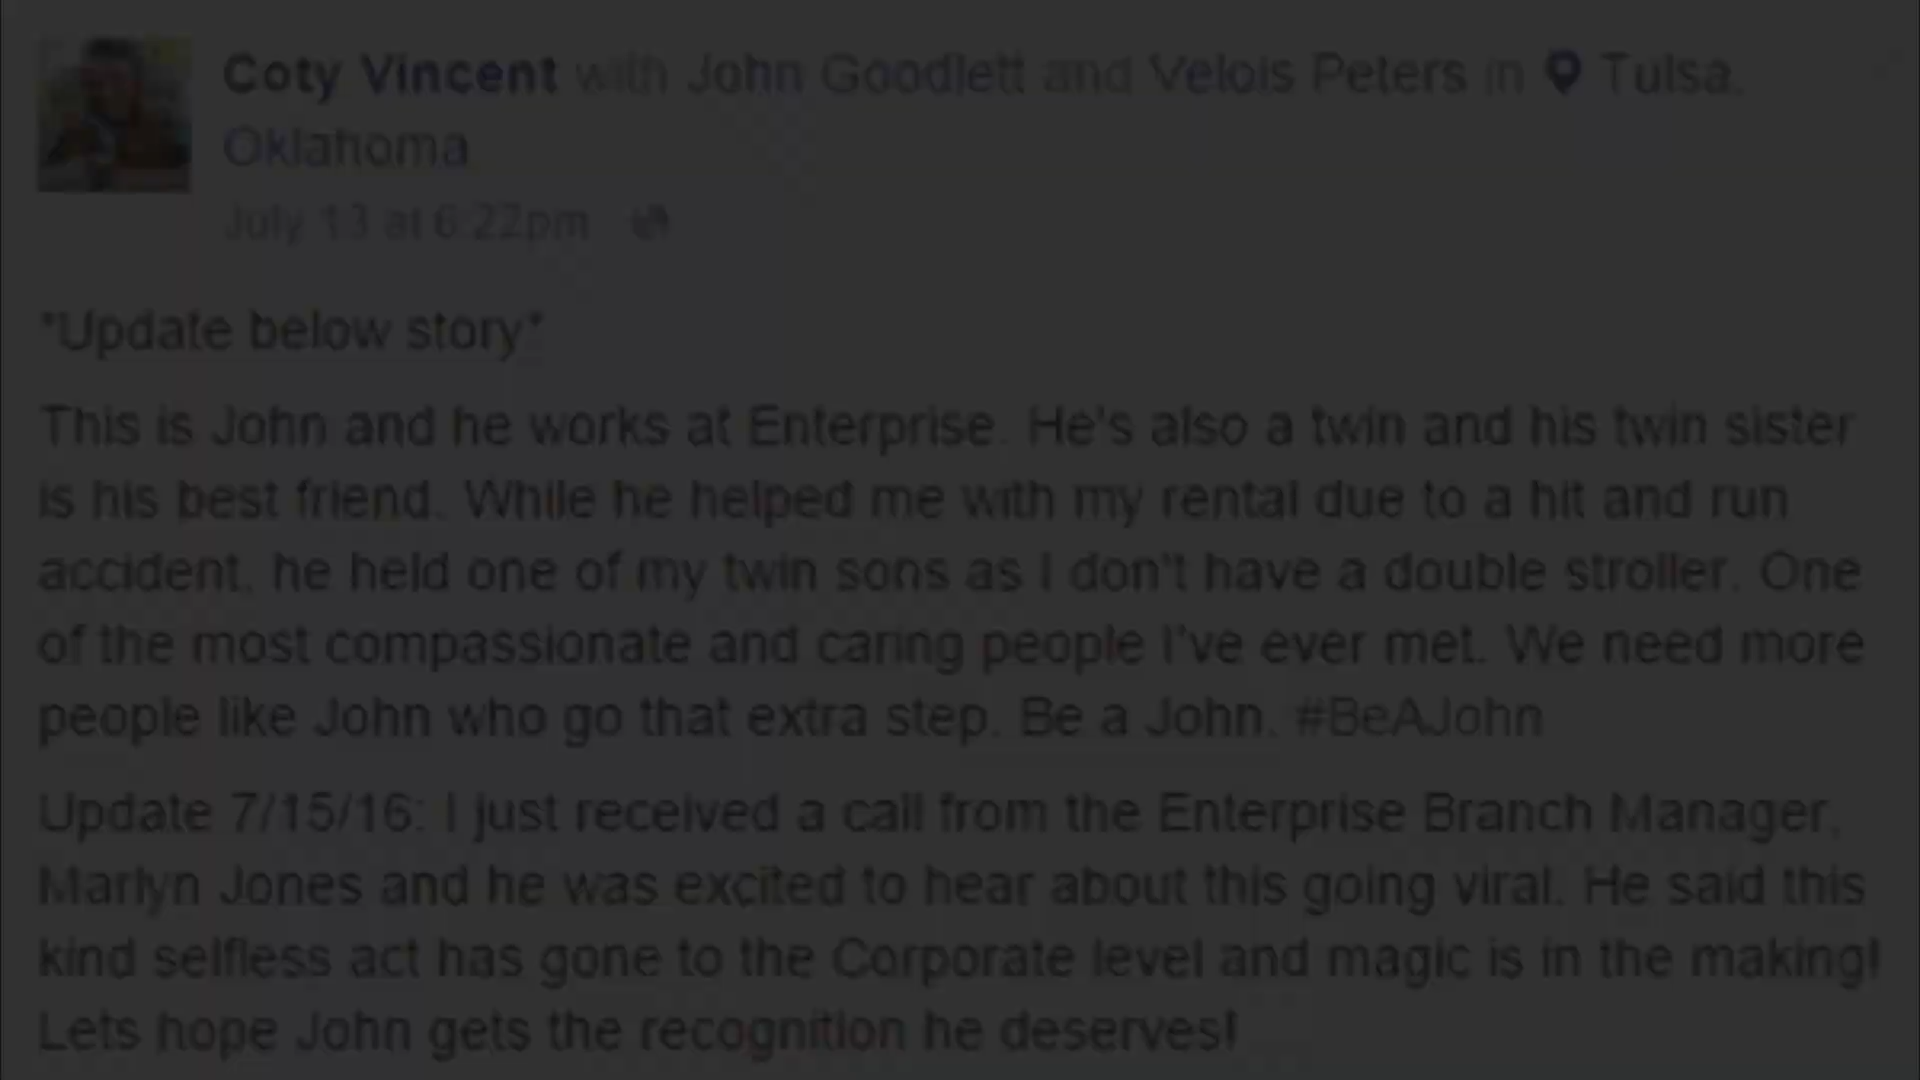 Coty Vincent with John Goodlett and Velois Peters in Tulsa,
Oklahoma
July 13 at 6:22pm
*Update below story*
This is John and he works at Enterprise. He's also a twin and his twin sister
is his best friend. While he helped me with my rental due to a hit and run
accident, he held one of my twin sons as I don't have a double stroller. One
of the most compassionate and caring people I've ever met. We need more
people like John who go that extra step. Be a John. #BeAJohn
Update 7/15/16: I just received a call from the Enterprise Branch Manager,
Marlyn Jones and he was excited to hear about this going viral. He said this
kind selfless act has gone to the Corporate level and magic is in the making!
Lets hope John gets the recognition he deserves!